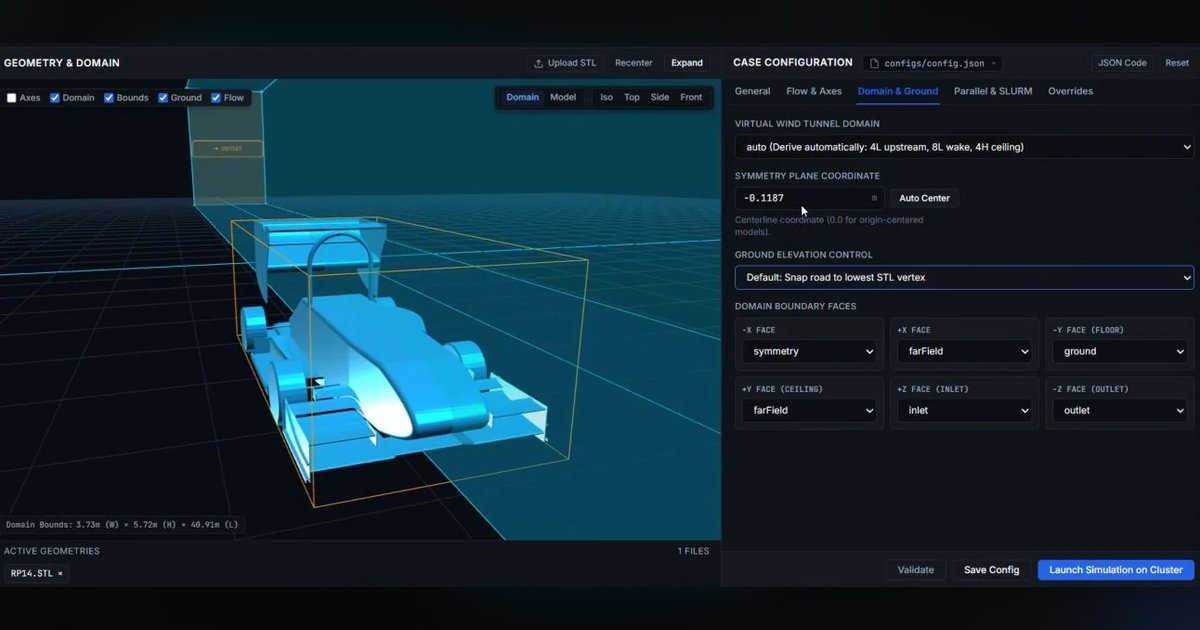 GEOMETRY & DOMAIN
Upload STL Recenter Expand
Axes Domain Bounds Ground Flow
Domain Model Iso Top Side Front
OUTLET
Domain Bounds: 3.73m (W) × 5.72m (H) × 40.91m (L)
ACTIVE GEOMETRIES 1 FILES
RP14.STL ×
CASE CONFIGURATION configs/config.json JSON Code Reset
General Flow & Axes Domain & Ground Parallel & SLURM Overrides
VIRTUAL WIND TUNNEL DOMAIN
auto (Derive automatically: 4L upstream, 8L wake, 4H ceiling)
SYMMETRY PLANE COORDINATE
-0.1187 m Auto Center
Centerline coordinate (0.0 for origin-centered
models).
GROUND ELEVATION CONTROL
Default: Snap road to lowest STL vertex
DOMAIN BOUNDARY FACES
-X FACE +X FACE -Y FACE (FLOOR)
symmetry farField ground
+Y FACE (CEILING) +Z FACE (INLET) -Z FACE (OUTLET)
farField inlet outlet
Validate Save Config Launch Simulation on Cluster